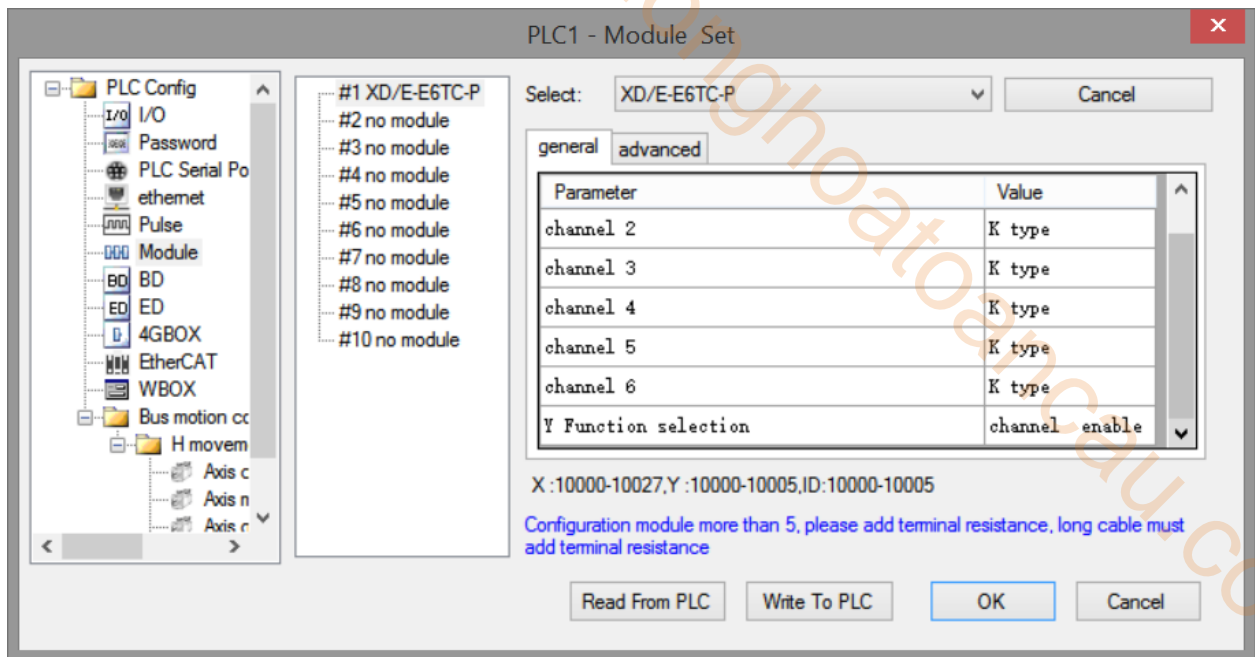 PLC1 - Module Set
PLC Config
I/O I/O
Password
PLC Serial Po
ethernet
Pulse
Module
BD BD
ED ED
4GBOX
EtherCAT
WBOX
Bus motion cc
H movem
Axis c
Axis n
Axis c
#1 XD/E-E6TC-P
#2 no module
#3 no module
#4 no module
#5 no module
#6 no module
#7 no module
#8 no module
#9 no module
#10 no module
Select: XD/E-E6TC-P Cancel
general advanced
Parameter Value
channel 2 K type
channel 3 K type
channel 4 K type
channel 5 K type
channel 6 K type
Y Function selection channel enable
X :10000-10027,Y :10000-10005,ID:10000-10005
Configuration module more than 5, please add terminal resistance, long cable must
add terminal resistance
Read From PLC Write To PLC OK Cancel